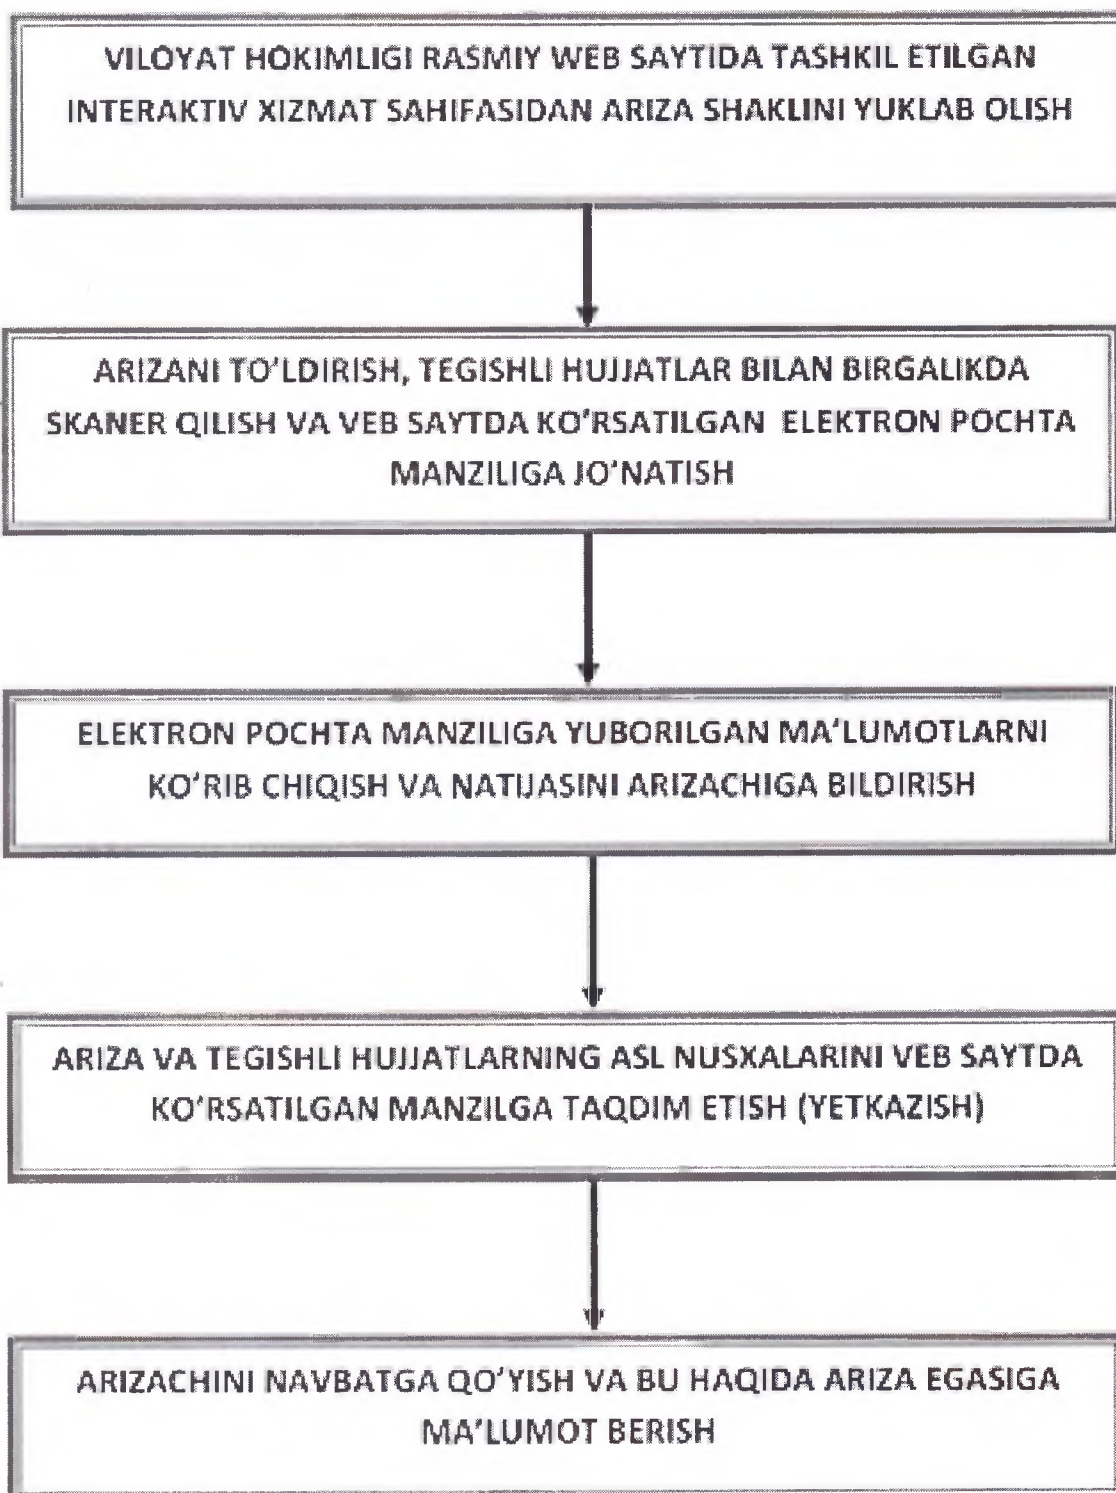 VILOYAT HOKIMLIGI RASMIY WEB SAYTIDA TASHKIL ETILGAN
INTERAKTIV XIZMAT SAHIFASIDAN ARIZA SHAKLINI YUKLAB OLISH
ARIZANI TO'LDIRISH, TEGISHLI HUJJATLAR BILAN BIRGALIKDA
SKANER QILISH VA VEB SAYTDA KO'RSATILGAN ELEKTRON POCHTA
MANZILIGA JO'NATISH
ELEKTRON POCHTA MANZILIGA YUBORILGAN MA'LUMOTLARNI
KO'RIB CHIQISH VA NATIJASINI ARIZACHIGA BILDIRISH
ARIZA VA TEGISHLI HUJJATLARNING ASL NUSXALARINI VEB SAYTDA
KO'RSATILGAN MANZILGA TAQDIM ETISH (YETKAZISH)
ARIZACHINI NAVBATGA QO'YISH VA BU HAQIDA ARIZA EGASIGA
MA'LUMOT BERISH